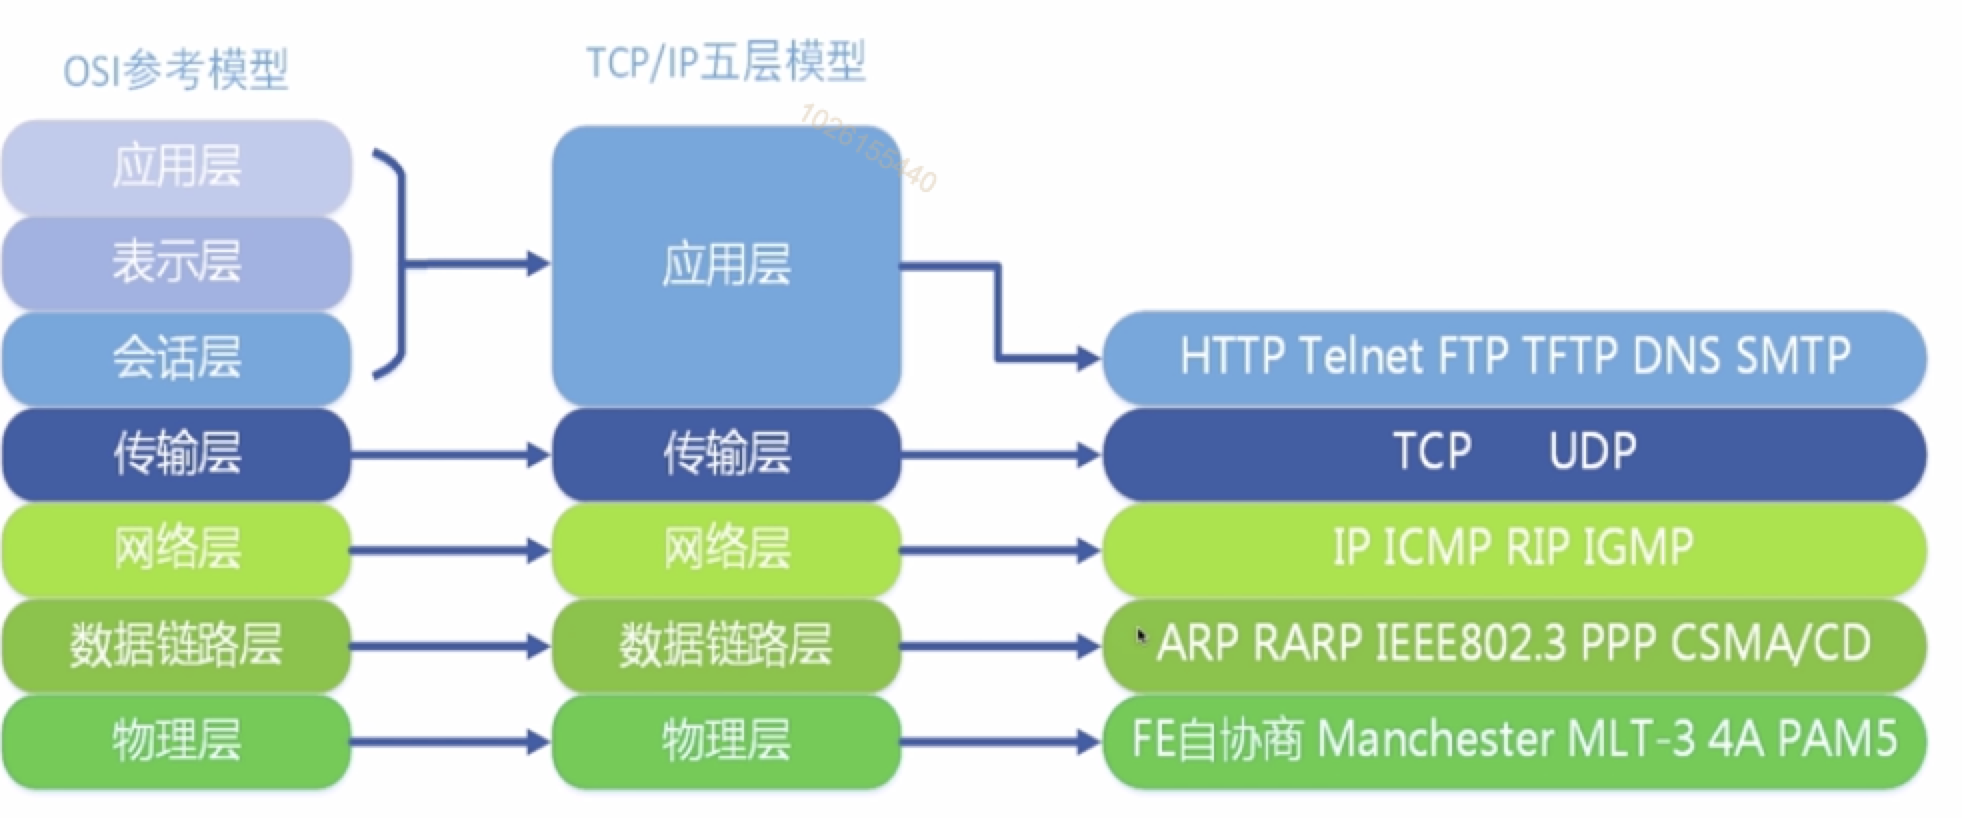 OSI参考模型
TCP/IP五层模型
1026155440
应用层
表示层
会话层
传输层
网络层
数据链路层
物理层
应用层
传输层
网络层
数据链路层
物理层
HTTP Telnet FTP TFTP DNS SMTP
TCP UDP
IP ICMP RIP IGMP
ARP RARP IEEE802.3 PPP CSMA/CD
FE自协商 Manchester MLT-3 4A PAM5